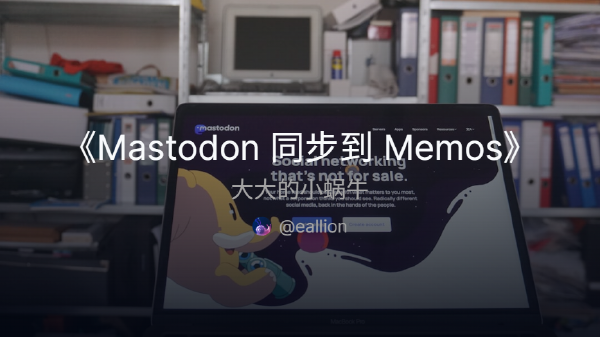 mastodon
《Mastodon 同步到 Memos》
Social networking
that's not for sale.
大大的小蜗牛
@eallion